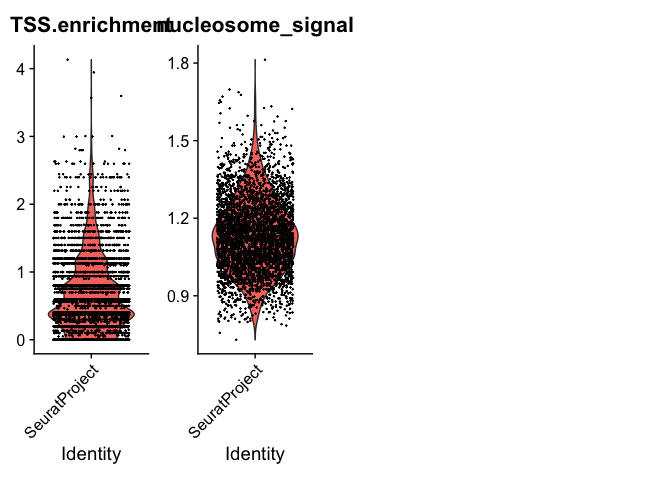 TSS.enrichment
nucleosome_signal
4
3
2
1
0
SeuratProject
Identity
1.8
1.5
1.2
0.9
SeuratProject
Identity